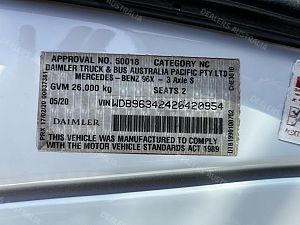 APPROVAL No. 50018 CATEGORY NC
DAIMLER TRUCK & BUS AUSTRALIA PACIFIC PTY LTD
MERCEDES-BENZ 96X - 3 Axle S
GVM 26,000 kg SEATS 2
05/20 VIN WDB96342426420954
DAIMLER THIS VEHICLE WAS MANUFACTURED
TO COMPLY WITH THE MOTOR VEHICLE
STANDARDS ACT 1989